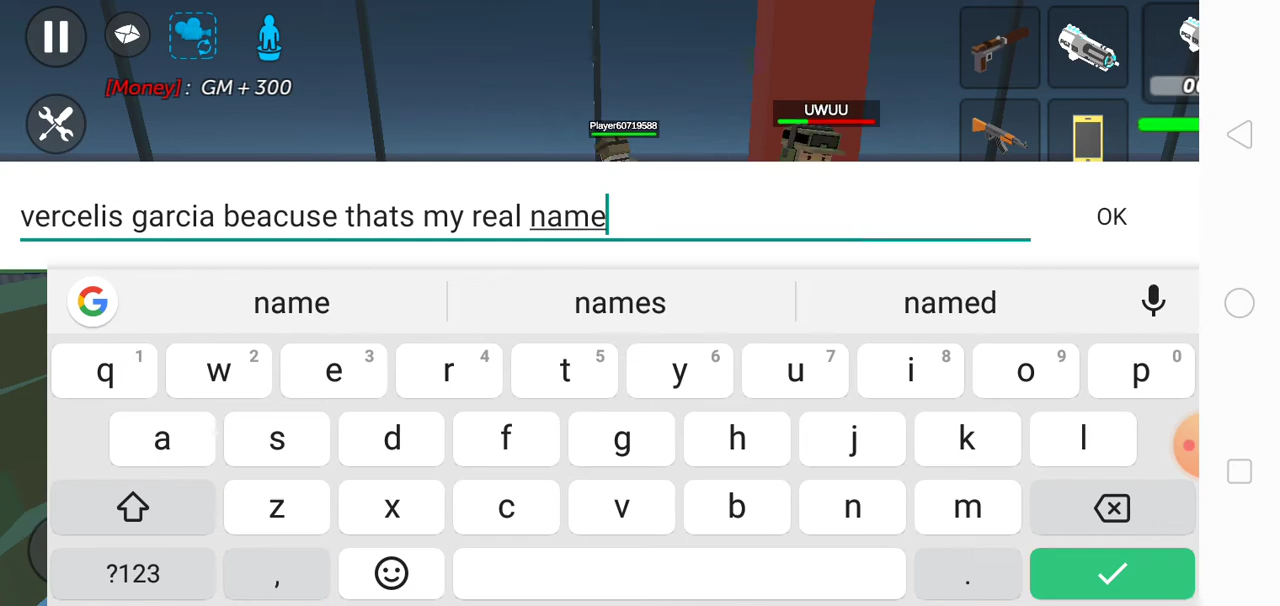 [Money] : GM + 300
Player60719588
UWUU
00
vercelis garcia beacuse thats my real name
OK
name names named
q 1 w 2 e 3 r 4 t 5 y 6 u 7 i 8 o 9 p 0
a s d f g h j k l
z x c v b n m
?123 , .